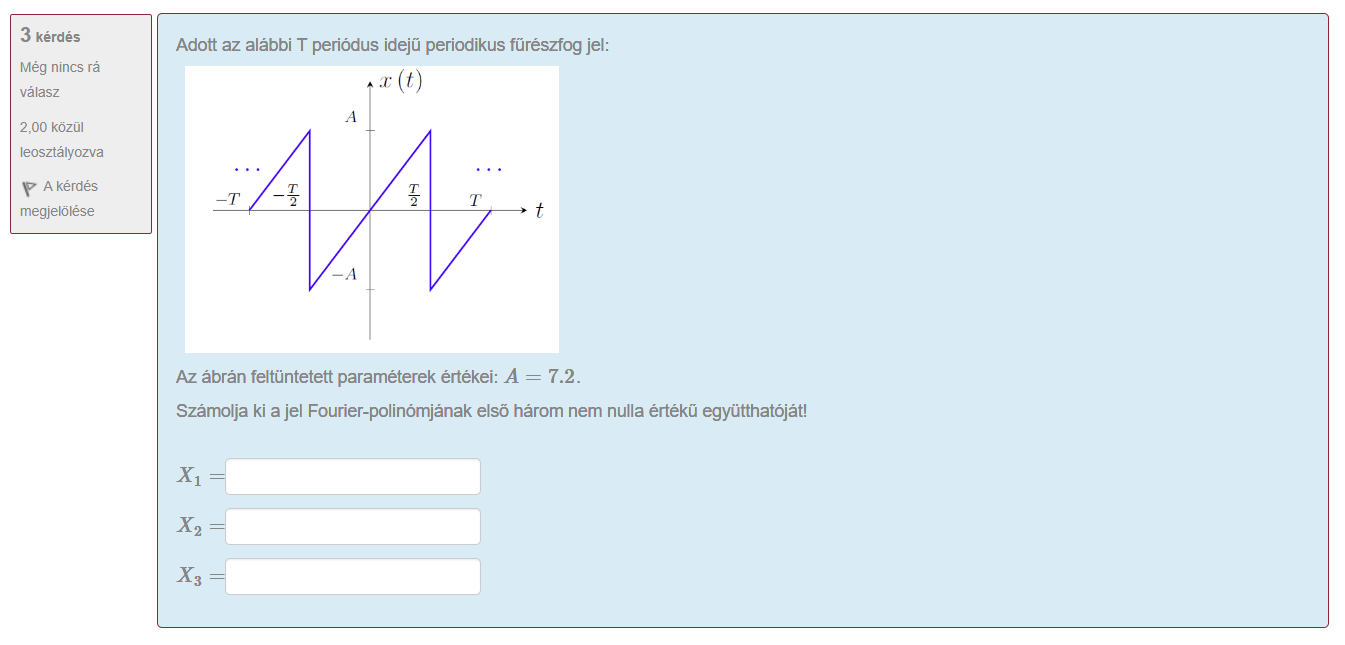 3 kérdés
Még nincs rá
válasz
2,00 közül
leosztályozva
A kérdés
megjelölése
Adott az alábbi T periódus idejű periodikus fűrészfog jel:
x (t)
A
... ...
−T −T/2 T/2 T
t
−A
Az ábrán feltüntetett paraméterek értékei: A = 7.2.
Számolja ki a jel Fourier-polinómjának első három nem nulla értékű együtthatóját!
X₁ =
X₂ =
X₃ =